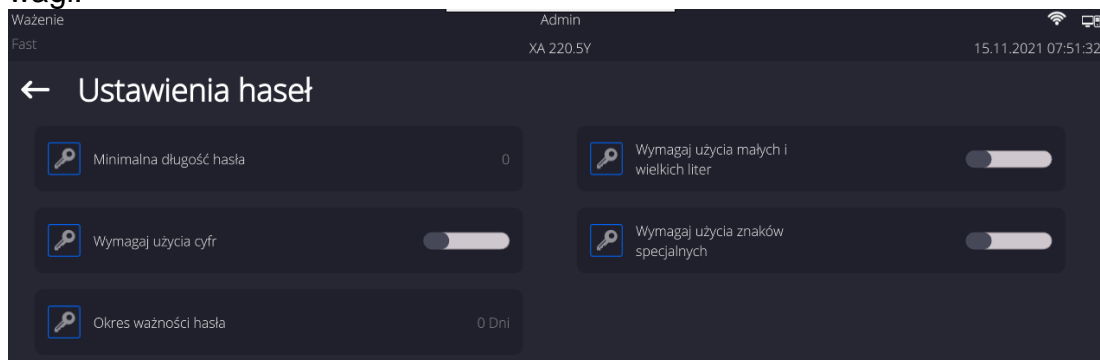 Ważenie Admin
Fast XA 220.5Y 15.11.2021 07:51:32
Ustawienia haseł
Minimalna długość hasła 0
Wymagaj użycia małych i
wielkich liter
Wymagaj użycia cyfr
Wymagaj użycia znaków
specjalnych
Okres ważności hasła 0 Dni